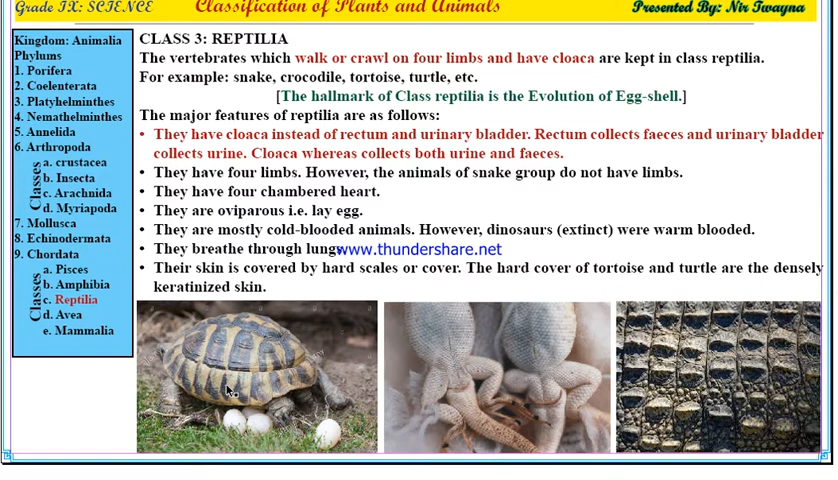 Grade IX: SCIENCE
Classification of Plants and Animals
Presented By: Nir Twayna
Kingdom: Animalia
Phylums
1. Porifera
2. Coelenterata
3. Platyhelminthes
4. Nemathelminthes
5. Annelida
6. Arthropoda
Classes
a. crustacea
b. Insecta
c. Arachnida
d. Myriapoda
7. Mollusca
8. Echinodermata
9. Chordata
Classes
a. Pisces
b. Amphibia
c. Reptilia
d. Avea
e. Mammalia
CLASS 3: REPTILIA
The vertebrates which walk or crawl on four limbs and have cloaca are kept in class reptilia.
For example: snake, crocodile, tortoise, turtle, etc.
[The hallmark of Class reptilia is the Evolution of Egg-shell.]
The major features of reptilia are as follows:
• They have cloaca instead of rectum and urinary bladder. Rectum collects faeces and urinary bladder
collects urine. Cloaca whereas collects both urine and faeces.
• They have four limbs. However, the animals of snake group do not have limbs.
• They have four chambered heart.
• They are oviparous i.e. lay egg.
• They are mostly cold-blooded animals. However, dinosaurs (extinct) were warm blooded.
• They breathe through lungs.
www.thundershare.net
• Their skin is covered by hard scales or cover. The hard cover of tortoise and turtle are the densely
keratinized skin.